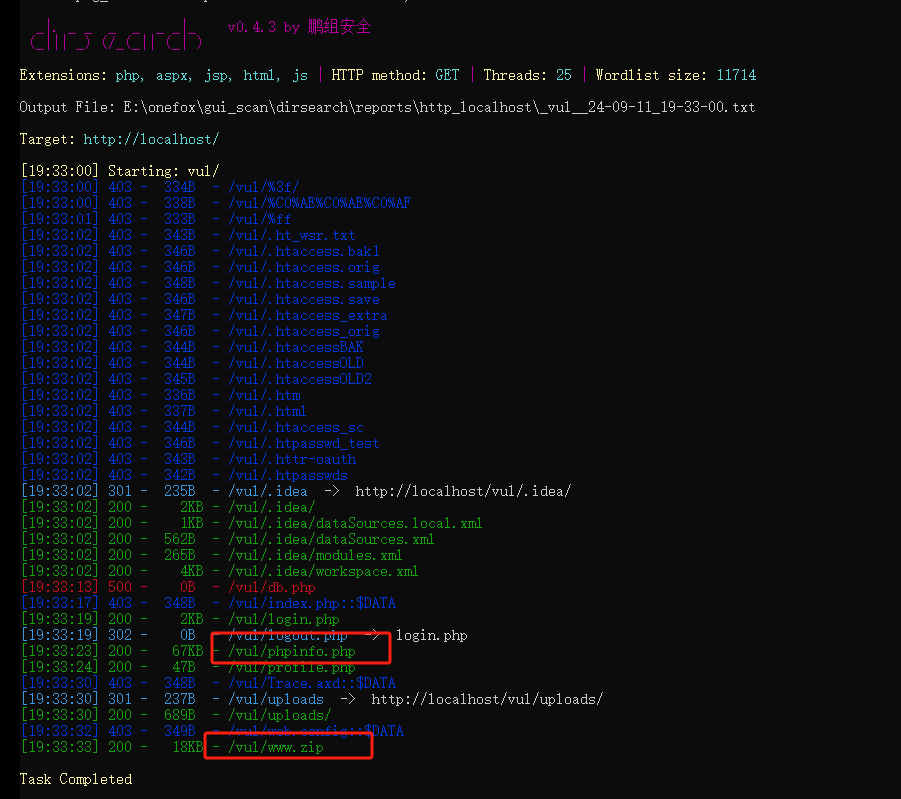 dirsearch v0.4.3 by 鹏组安全
Extensions: php, aspx, jsp, html, js | HTTP method: GET | Threads: 25 | Wordlist size: 11714
Output File: E:\onefox\gui_scan\dirsearch\reports\http_localhost\_vul__24-09-11_19-33-00.txt
Target: http://localhost/
[19:33:00] Starting: vul/
[19:33:00] 403 -  334B  - /vul/%3f/
[19:33:00] 403 -  338B  - /vul/%C0%AE%C0%AE%C0%AF
[19:33:01] 403 -  333B  - /vul/%ff
[19:33:02] 403 -  343B  - /vul/.ht_wsr.txt
[19:33:02] 403 -  346B  - /vul/.htaccess.bak1
[19:33:02] 403 -  346B  - /vul/.htaccess.orig
[19:33:02] 403 -  348B  - /vul/.htaccess.sample
[19:33:02] 403 -  346B  - /vul/.htaccess.save
[19:33:02] 403 -  347B  - /vul/.htaccess_extra
[19:33:02] 403 -  346B  - /vul/.htaccess_orig
[19:33:02] 403 -  344B  - /vul/.htaccessBAK
[19:33:02] 403 -  344B  - /vul/.htaccessOLD
[19:33:02] 403 -  345B  - /vul/.htaccessOLD2
[19:33:02] 403 -  336B  - /vul/.htm
[19:33:02] 403 -  337B  - /vul/.html
[19:33:02] 403 -  344B  - /vul/.htaccess_sc
[19:33:02] 403 -  346B  - /vul/.htpasswd_test
[19:33:02] 403 -  343B  - /vul/.httr-oauth
[19:33:02] 403 -  342B  - /vul/.htpasswds
[19:33:02] 301 -  235B  - /vul/.idea  ->  http://localhost/vul/.idea/
[19:33:02] 200 -    2KB - /vul/.idea/
[19:33:02] 200 -    1KB - /vul/.idea/dataSources.local.xml
[19:33:02] 200 -  562B  - /vul/.idea/dataSources.xml
[19:33:02] 200 -  265B  - /vul/.idea/modules.xml
[19:33:02] 200 -    4KB - /vul/.idea/workspace.xml
[19:33:13] 500 -    0B  - /vul/db.php
[19:33:17] 403 -  348B  - /vul/index.php::$DATA
[19:33:19] 200 -    2KB - /vul/login.php
[19:33:19] 302 -    0B  - /vul/logout.php  ->  login.php
[19:33:23] 200 -   67KB - /vul/phpinfo.php
[19:33:24] 200 -   47B  - /vul/profile.php
[19:33:30] 403 -  348B  - /vul/Trace.axd::$DATA
[19:33:30] 301 -  237B  - /vul/uploads  ->  http://localhost/vul/uploads/
[19:33:30] 200 -  689B  - /vul/uploads/
[19:33:32] 403 -  349B  - /vul/web.config::$DATA
[19:33:33] 200 -   18KB - /vul/www.zip
Task Completed